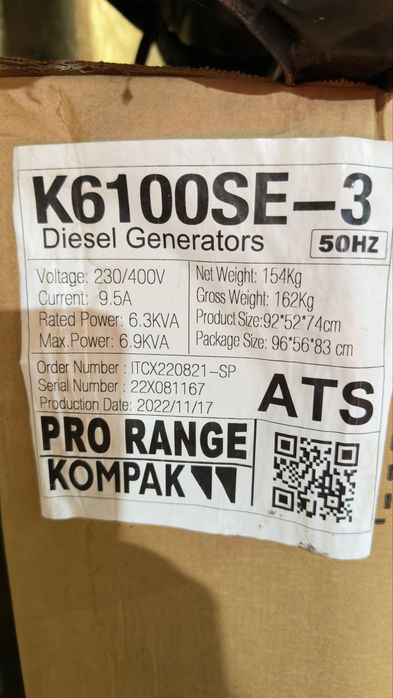 K6100SE-3
Diesel Generators
50HZ
Voltage: 230/400V
Current: 9.5A
Rated Power: 6.3KVA
Max.Power: 6.9KVA
Net Weight: 154Kg
Gross Weight: 162Kg
Product Size:92*52*74cm
Package Size: 96*56*83 cm
Order Number : ITCX220821-SP
Serial Number : 22X081167
Production Date: 2022/11/17
ATS
PRO RANGE
KOMPAK